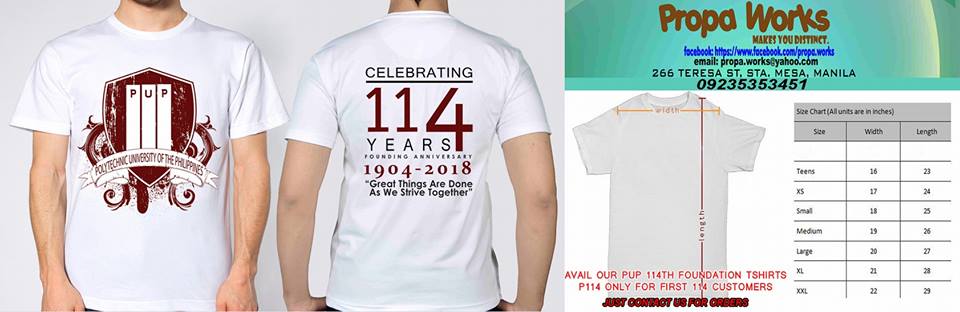 PUP
POLYTECHNIC UNIVERSITY OF THE PHILIPPINES
CELEBRATING
114
YEARS
FOUNDING ANNIVERSARY
1904-2018
"Great Things Are Done
As We Strive Together"
Propa Works
MAKES YOU DISTINCT.
facebook: https://www.facebook.com/propa.works
email: propa.works@yahoo.com
266 TERESA ST. STA. MESA, MANILA
09235353451
width
length
AVAIL OUR PUP 114TH FOUNDATION TSHIRTS
P114 ONLY FOR FIRST 114 CUSTOMERS
JUST CONTACT US FOR ORDERS
Size Chart (All units are in inches)
Size Width Length
Teens 16 23
XS 17 24
Small 18 25
Medium 19 26
Large 20 27
XL 21 28
XXL 22 29